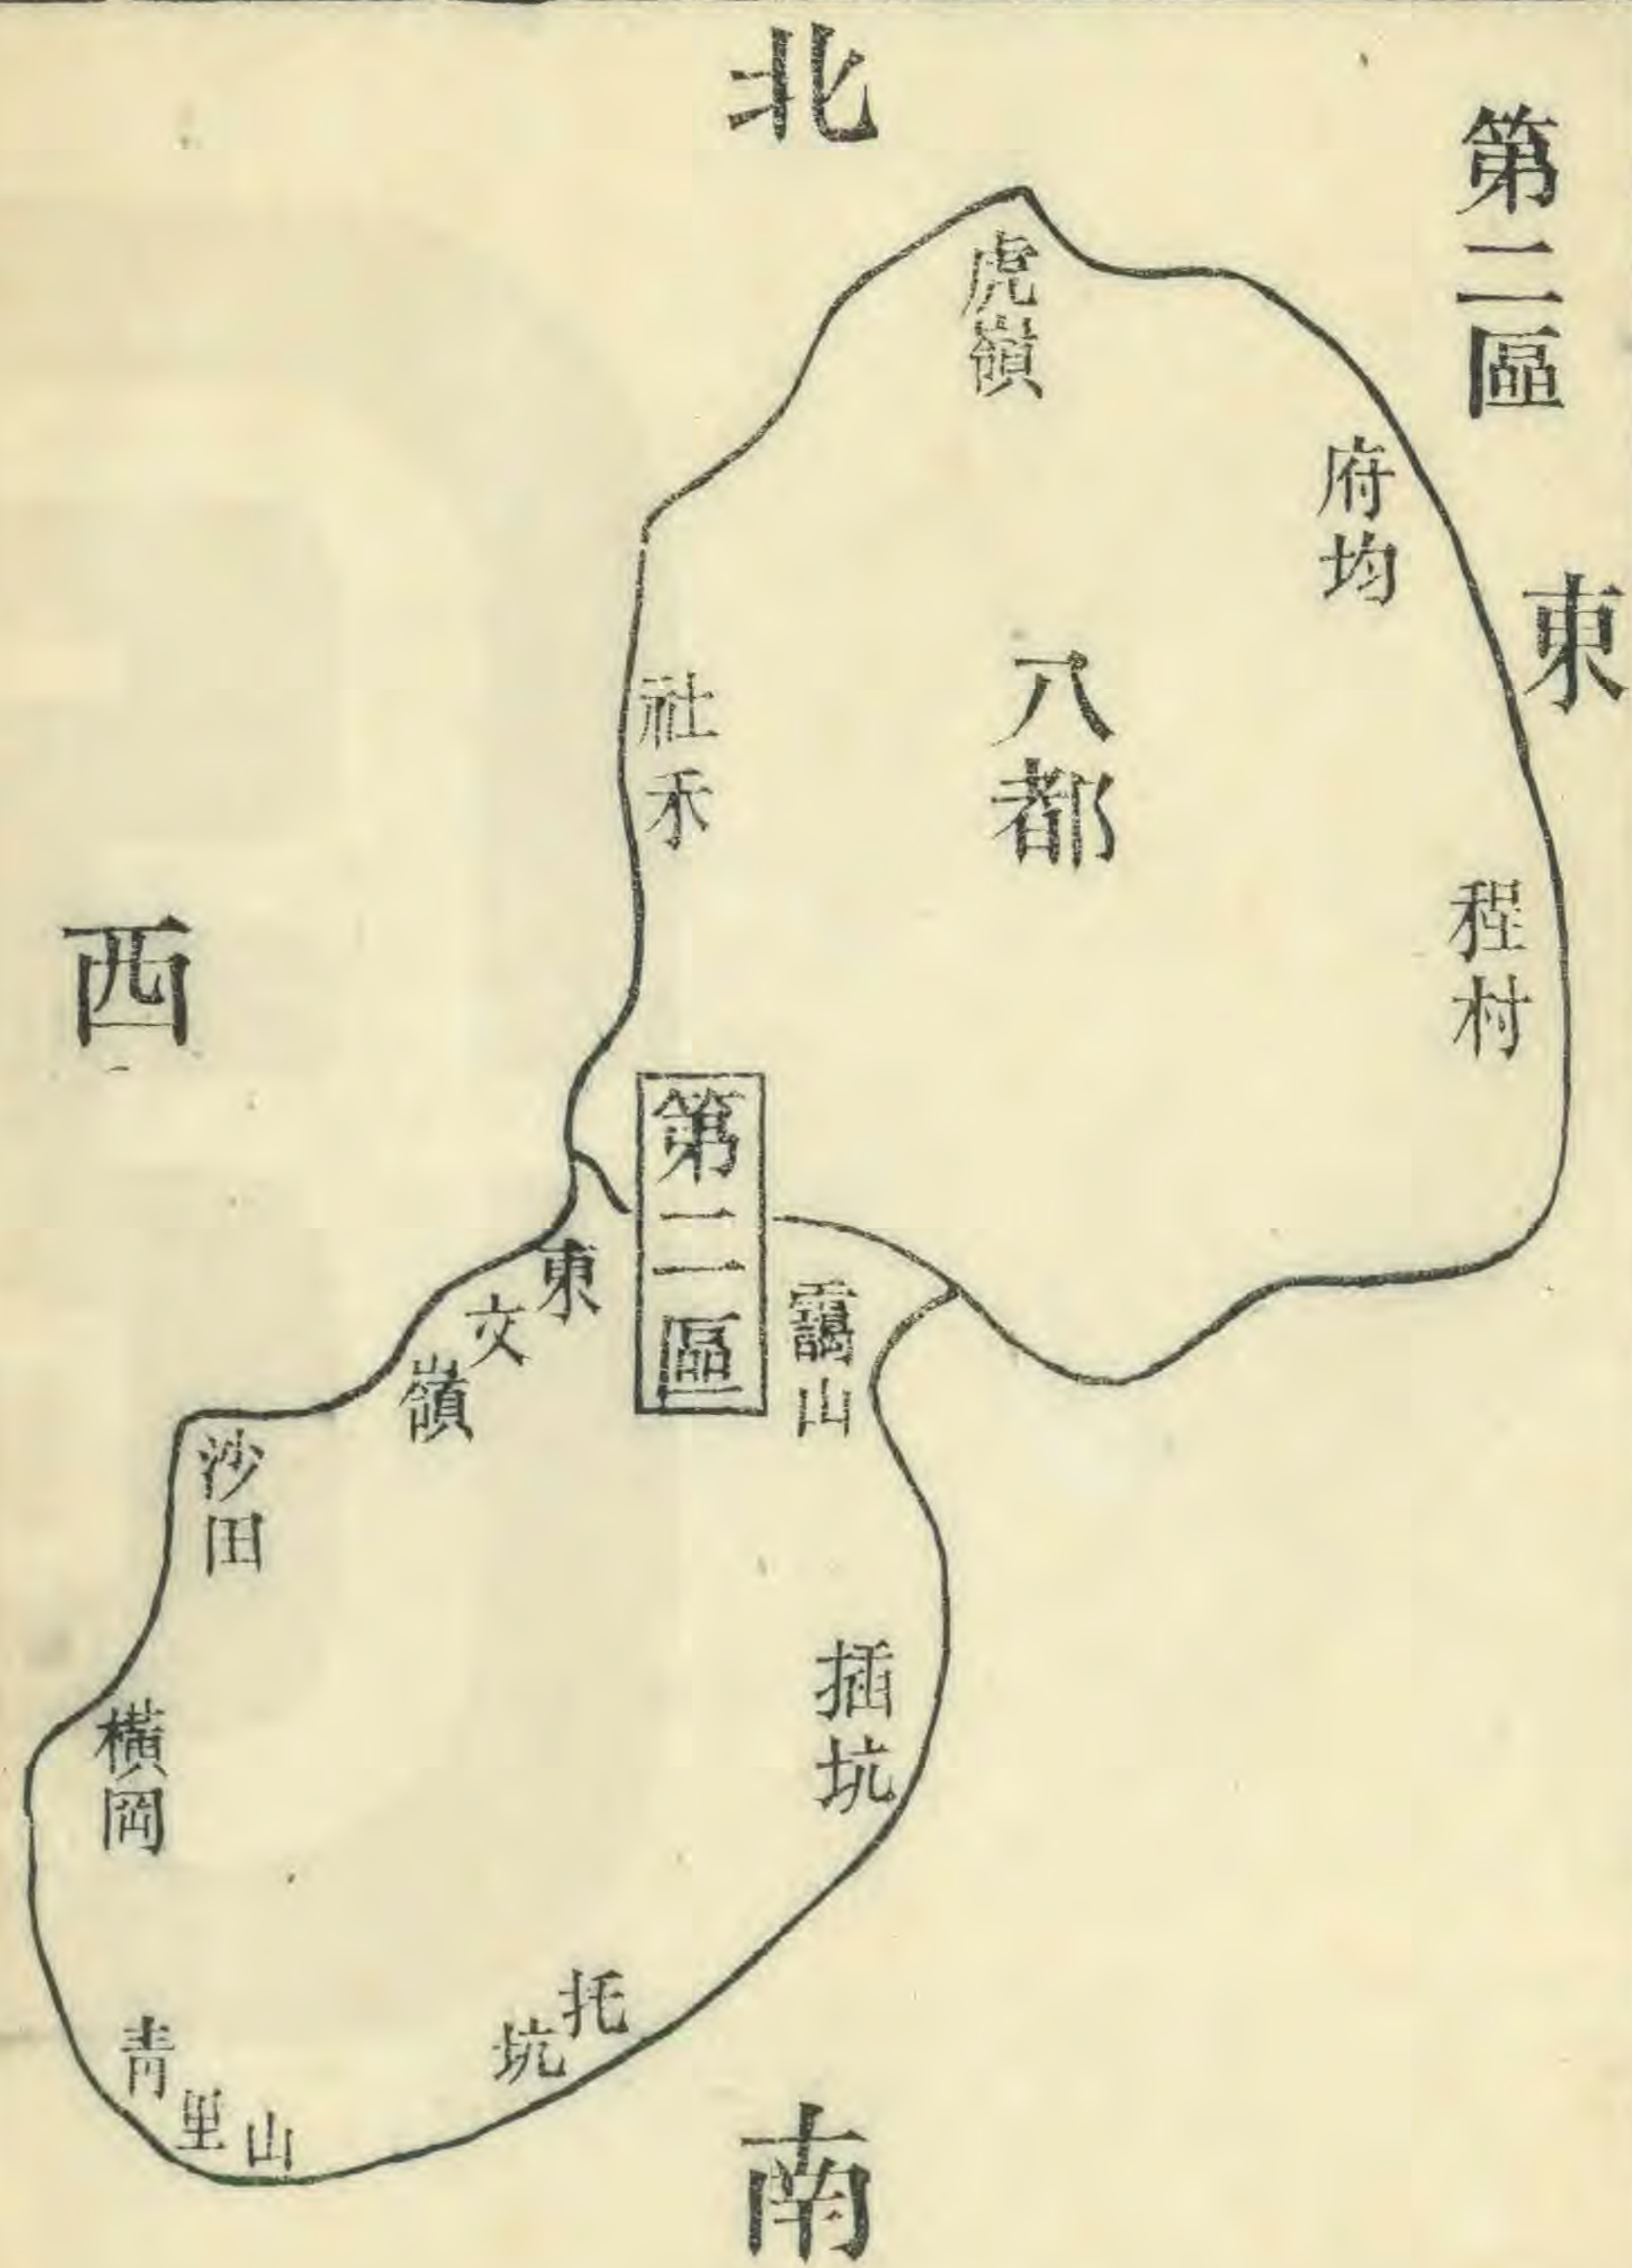 第二區
北
東
西
南
虎嶺
府均
八都
社禾
程村
第二區
靄山
東文嶺
沙田
插坑
橫岡
托坑
青里山